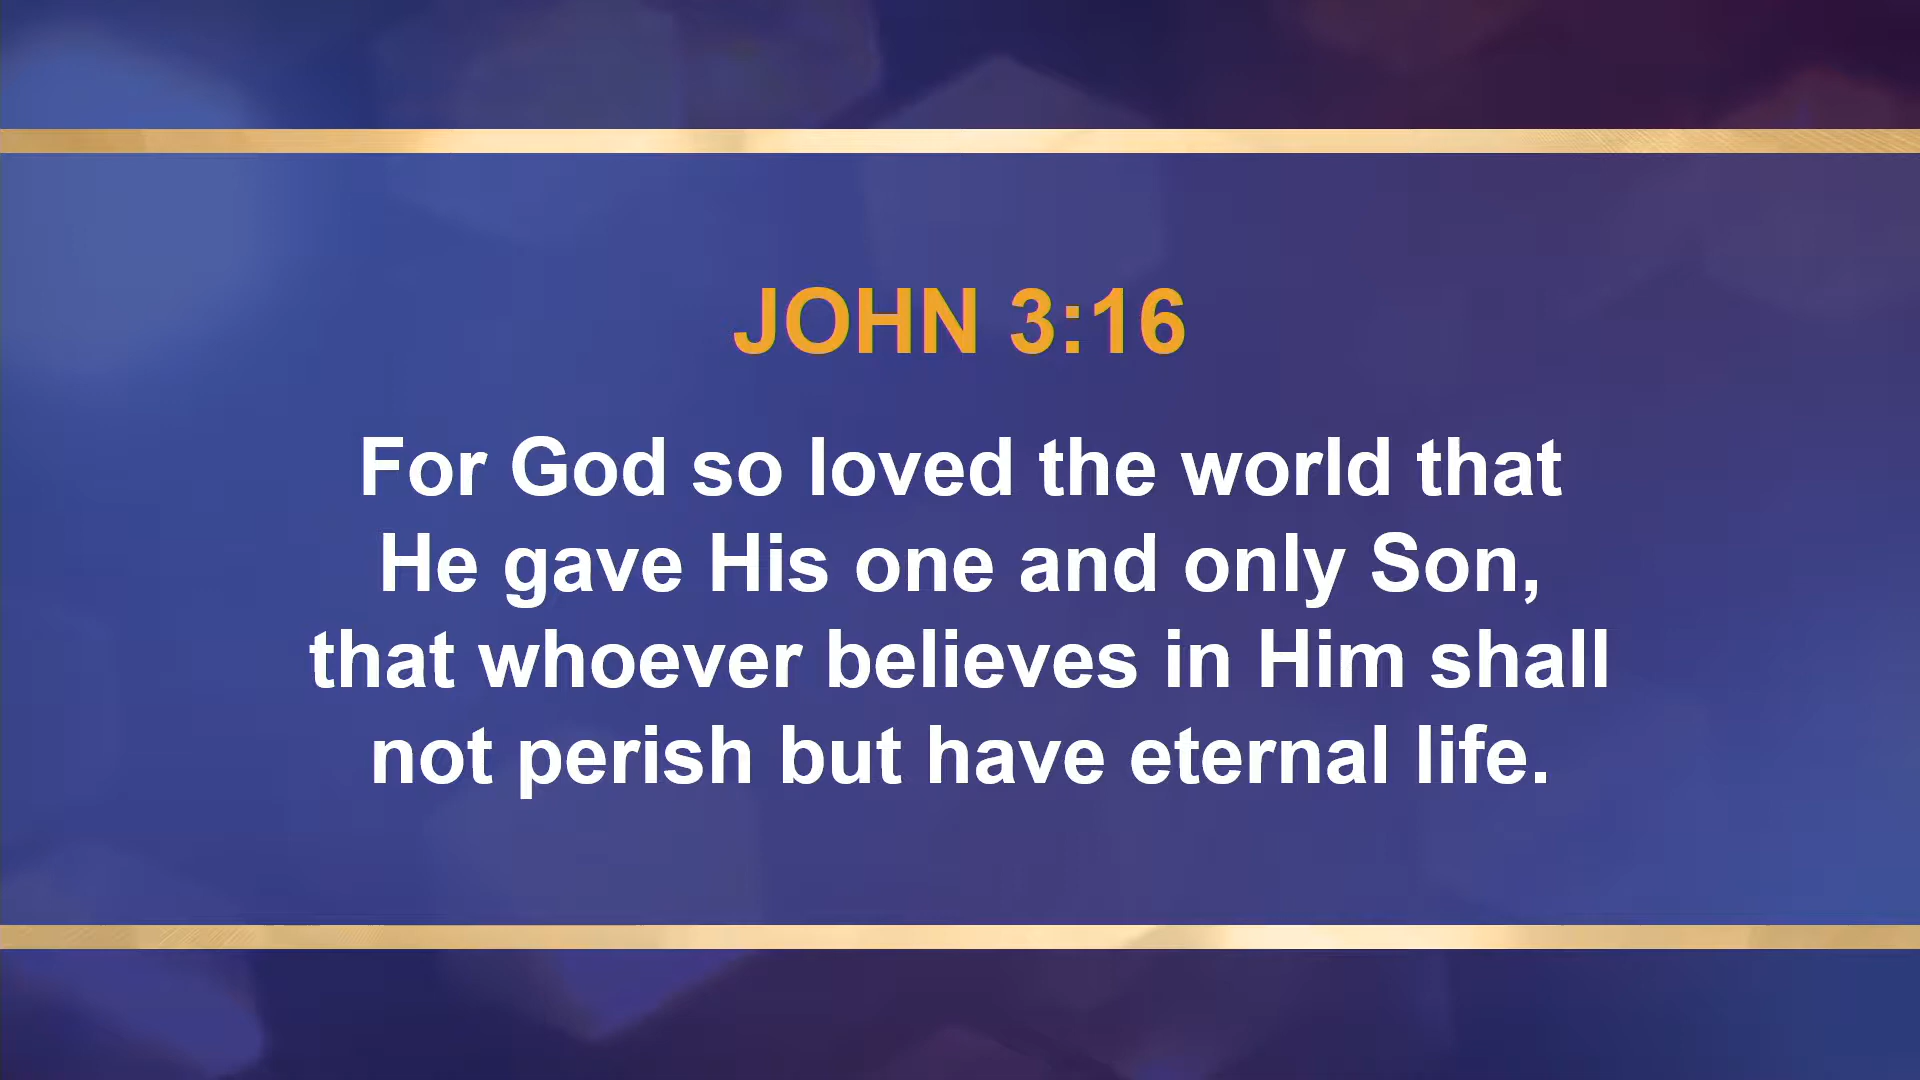 JOHN 3:16
For God so loved the world that
He gave His one and only Son,
that whoever believes in Him shall
not perish but have eternal life.